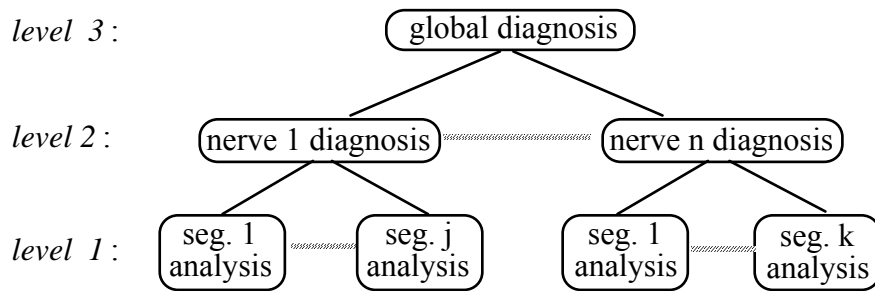 level 3 :
global diagnosis
level 2 :
nerve 1 diagnosis
nerve n diagnosis
level 1 :
seg. 1
analysis
seg. j
analysis
seg. 1
analysis
seg. k
analysis